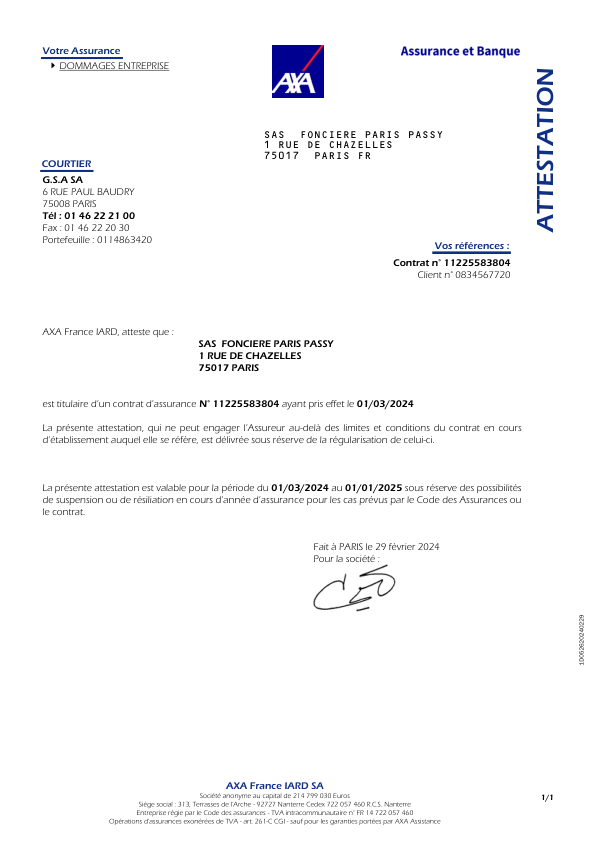 Votre Assurance
DOMMAGES ENTREPRISE
AXA
Assurance et Banque
ATTESTATION
SAS FONCIERE PARIS PASSY
1 RUE DE CHAZELLES
75017 PARIS FR
COURTIER
G.S.A SA
6 RUE PAUL BAUDRY
75008 PARIS
Tél : 01 46 22 21 00
Fax : 01 46 22 20 30
Portefeuille : 0114863420
Vos références :
Contrat n° 11225583804
Client n° 0834567720
AXA France IARD, atteste que :
SAS FONCIERE PARIS PASSY
1 RUE DE CHAZELLES
75017 PARIS
est titulaire d'un contrat d'assurance N° 11225583804 ayant pris effet le 01/03/2024
La présente attestation, qui ne peut engager l'Assureur au-delà des limites et conditions du contrat en cours
d'établissement auquel elle se réfère, est délivrée sous réserve de la régularisation de celui-ci.
La présente attestation est valable pour la période du 01/03/2024 au 01/01/2025 sous réserve des possibilités
de suspension ou de résiliation en cours d'année d'assurance pour les cas prévus par le Code des Assurances ou
le contrat.
Fait à PARIS le 29 février 2024
Pour la société :
10052620240229
AXA France IARD SA
Société anonyme au capital de 214 799 030 Euros
Siège social : 313, Terrasses de l'Arche - 92727 Nanterre Cedex 722 057 460 R.C.S. Nanterre
Entreprise régie par le Code des assurances - TVA intracommunautaire n° FR 14 722 057 460
Opérations d'assurances exonérées de TVA - art. 261-C CGI - sauf pour les garanties portées par AXA Assistance
1/1